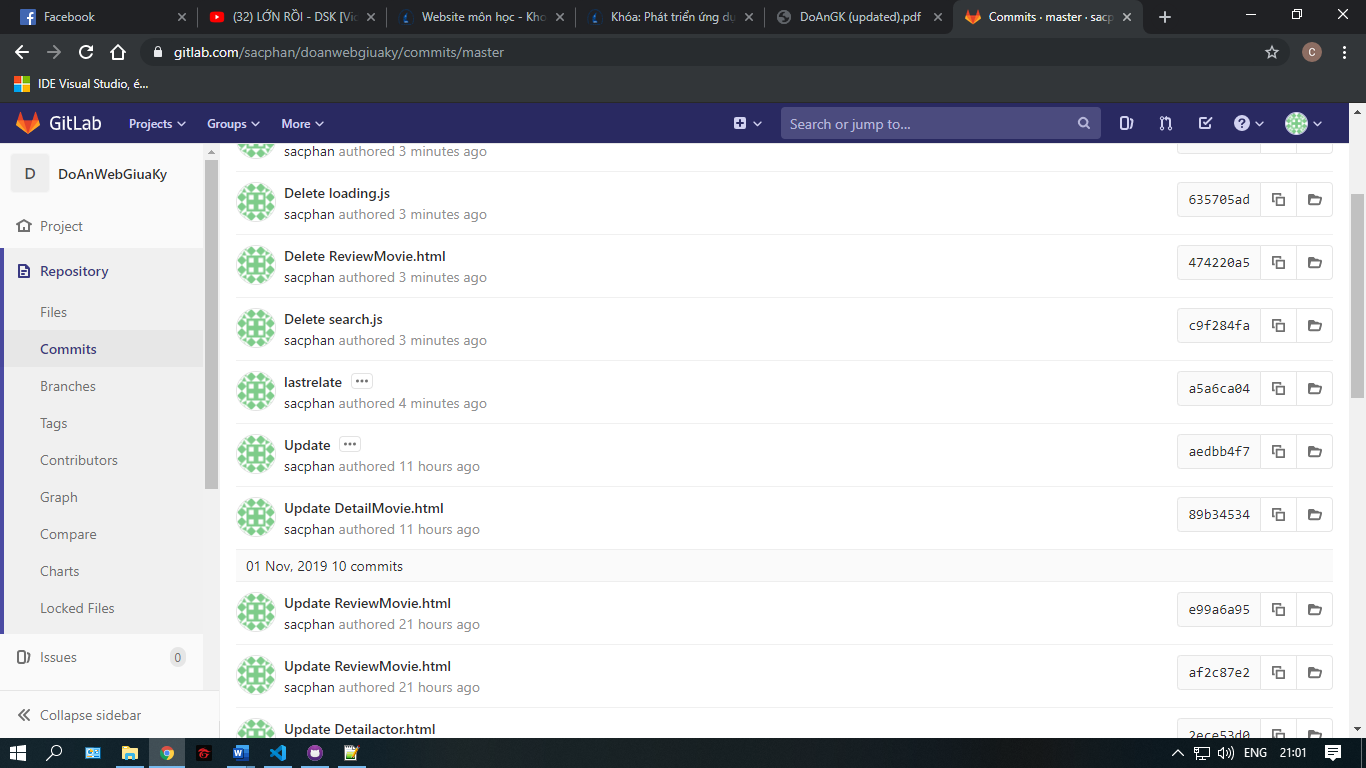 Facebook
(32) LỚN RỒI - DSK [Vid
Website môn học - Kho
Khóa: Phát triển ứng dụ
DoAnGK (updated).pdf
Commits · master · sacp
gitlab.com/sacphan/doanwebgiuaky/commits/master
C
IDE Visual Studio, é...
GitLab
Projects
Groups
More
Search or jump to...
D
DoAnWebGiuaKy
Project
Repository
Files
Commits
Branches
Tags
Contributors
Graph
Compare
Charts
Locked Files
Issues
0
Collapse sidebar
sacphan authored 3 minutes ago
Delete loading.js
sacphan authored 3 minutes ago
635705ad
Delete ReviewMovie.html
sacphan authored 3 minutes ago
474220a5
Delete search.js
sacphan authored 3 minutes ago
c9f284fa
lastrelate
sacphan authored 4 minutes ago
a5a6ca04
Update
sacphan authored 11 hours ago
aedbb4f7
Update DetailMovie.html
sacphan authored 11 hours ago
89b34534
01 Nov, 2019 10 commits
Update ReviewMovie.html
sacphan authored 21 hours ago
e99a6a95
Update ReviewMovie.html
sacphan authored 21 hours ago
af2c87e2
Update Detailactor.html
2ece53d0
ENG
21:01